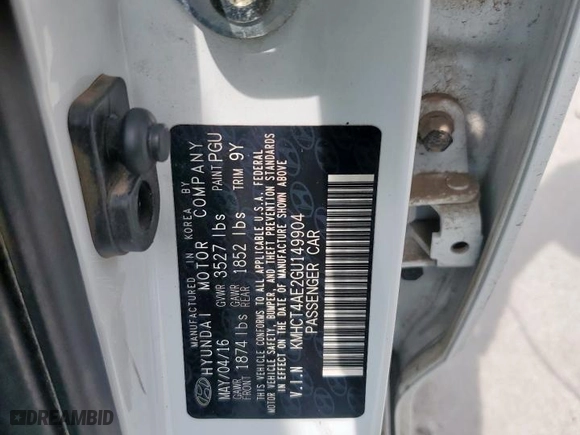 MANUFACTURED IN KOREA BY
HYUNDAI MOTOR COMPANY
MAY/04/16 GVWR 3527 lbs PAINT PGU
GAWR FRONT 1874 lbs GAWR REAR 1852 lbs TRIM 9Y
THIS VEHICLE CONFORMS TO ALL APPLICABLE U.S.A. FEDERAL
MOTOR VEHICLE SAFETY, BUMPER, AND THEFT PREVENTION STANDARDS
IN EFFECT ON THE DATE OF MANUFACTURE SHOWN ABOVE
V.I.N KMHCT4AE2GU149904
PASSENGER CAR
DREAMBID